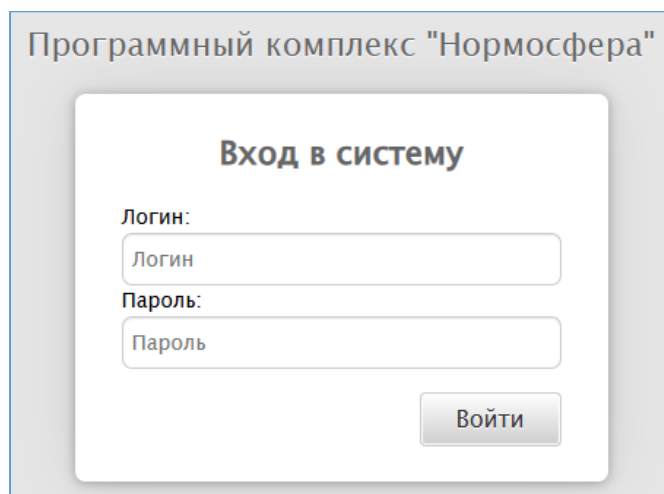 Программный комплекс "Нормосфера"
Вход в систему
Логин:
Логин
Пароль:
Пароль
Войти